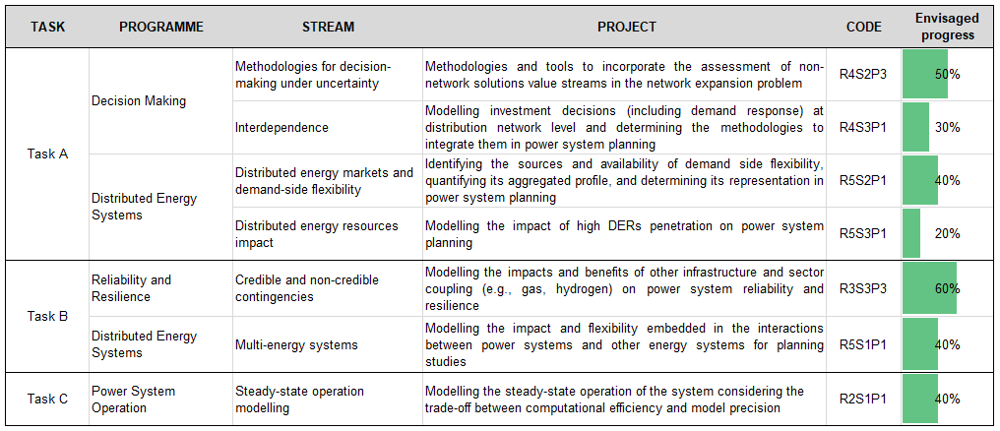 TASK
PROGRAMME
STREAM
PROJECT
CODE
Envisaged
progress
Task A
Decision Making
Methodologies for decision-
making under uncertainty
Methodologies and tools to incorporate the assessment of non-
network solutions value streams in the network expansion problem
R4S2P3
50%
Interdependence
Modelling investment decisions (including demand response) at
distribution network level and determining the methodologies to
integrate them in power system planning
R4S3P1
30%
Distributed Energy
Systems
Distributed energy markets and
demand-side flexibility
Identifying the sources and availability of demand side flexibility,
quantifying its aggregated profile, and determining its representation in
power system planning
R5S2P1
40%
Distributed energy resources
impact
Modelling the impact of high DERs penetration on power system
planning
R5S3P1
20%
Task B
Reliability and
Resilience
Credible and non-credible
contingencies
Modelling the impacts and benefits of other infrastructure and sector
coupling (e.g., gas, hydrogen) on power system reliability and
resilience
R3S3P3
60%
Distributed Energy
Systems
Multi-energy systems
Modelling the impact and flexibility embedded in the interactions
between power systems and other energy systems for planning
studies
R5S1P1
40%
Task C
Power System
Operation
Steady-state operation
modelling
Modelling the steady-state operation of the system considering the
trade-off between computational efficiency and model precision
R2S1P1
40%